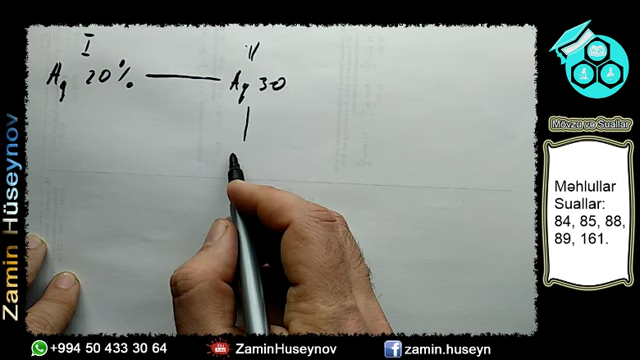 I
II
Ag 20% — Ag 30
Zamin Hüseynov
Mövzu və Suallar
Məhlullar
Suallar:
84, 85, 88,
89, 161.
+994 50 433 30 64
ZaminHuseynov
zamin.huseyn